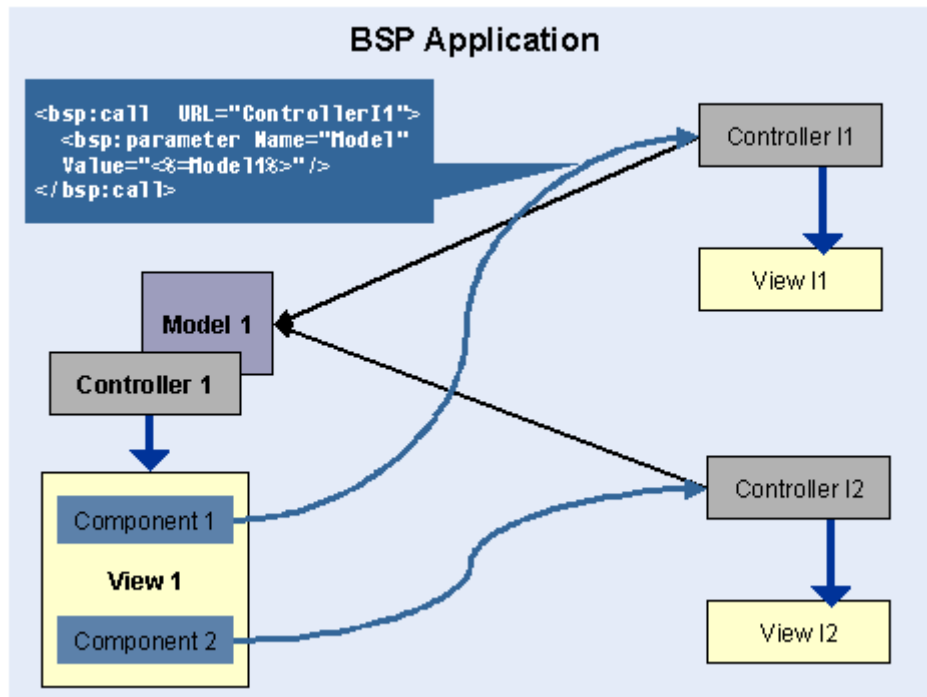 BSP Application
<bsp:call URL="ControllerI1">
<bsp:parameter Name="Model"
Value="<%=Model1%>"/>
</bsp:call>
Controller I1
View I1
Model 1
Controller 1
Component 1
View 1
Component 2
Controller I2
View I2